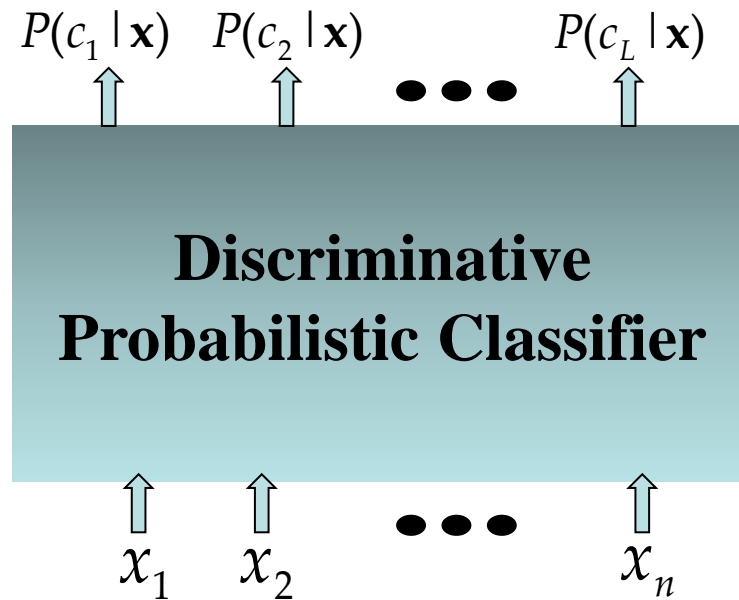 P(c₁ | x) P(c₂ | x) ••• P(c_L | x)
Discriminative
Probabilistic Classifier
x₁ x₂ ••• xₙ